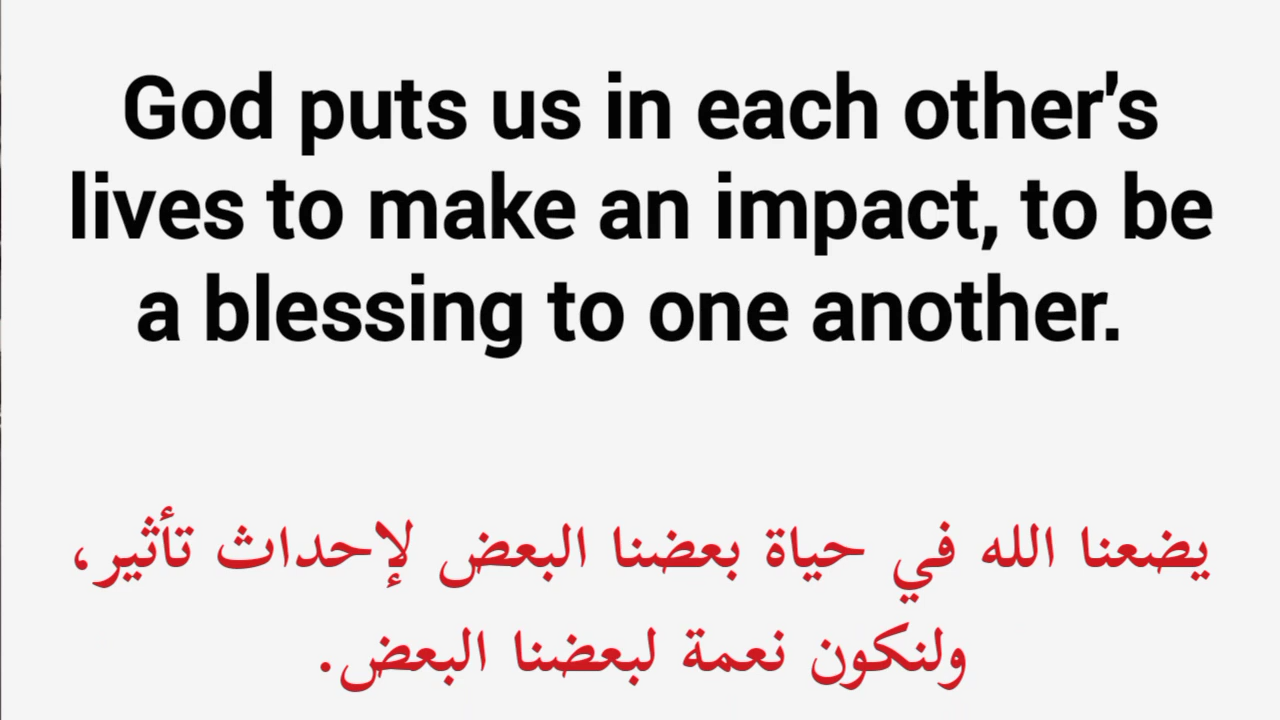 God puts us in each other's
lives to make an impact, to be
a blessing to one another.
يضعنا الله في حياة بعضنا البعض لإحداث تأثير،
ولنكون نعمة لبعضنا البعض.